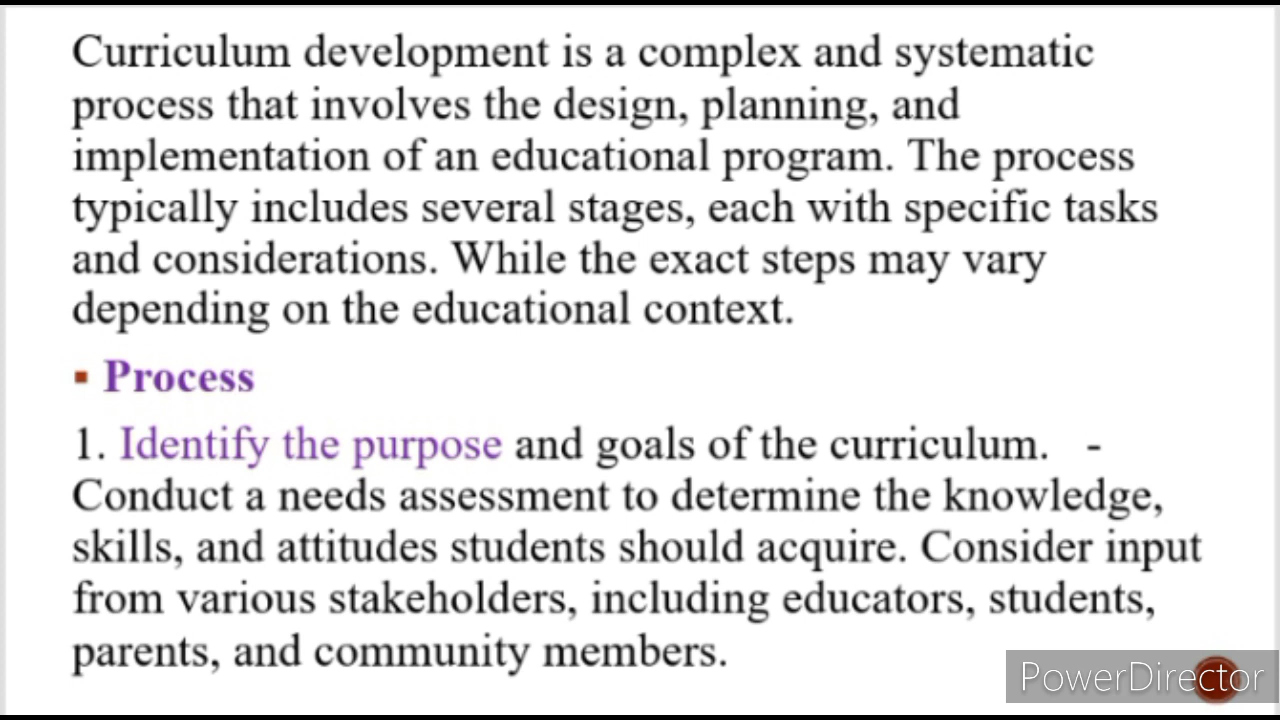 Curriculum development is a complex and systematic
process that involves the design, planning, and
implementation of an educational program. The process
typically includes several stages, each with specific tasks
and considerations. While the exact steps may vary
depending on the educational context.
▪ Process
1. Identify the purpose and goals of the curriculum.   -
Conduct a needs assessment to determine the knowledge,
skills, and attitudes students should acquire. Consider input
from various stakeholders, including educators, students,
parents, and community members.
PowerDirector